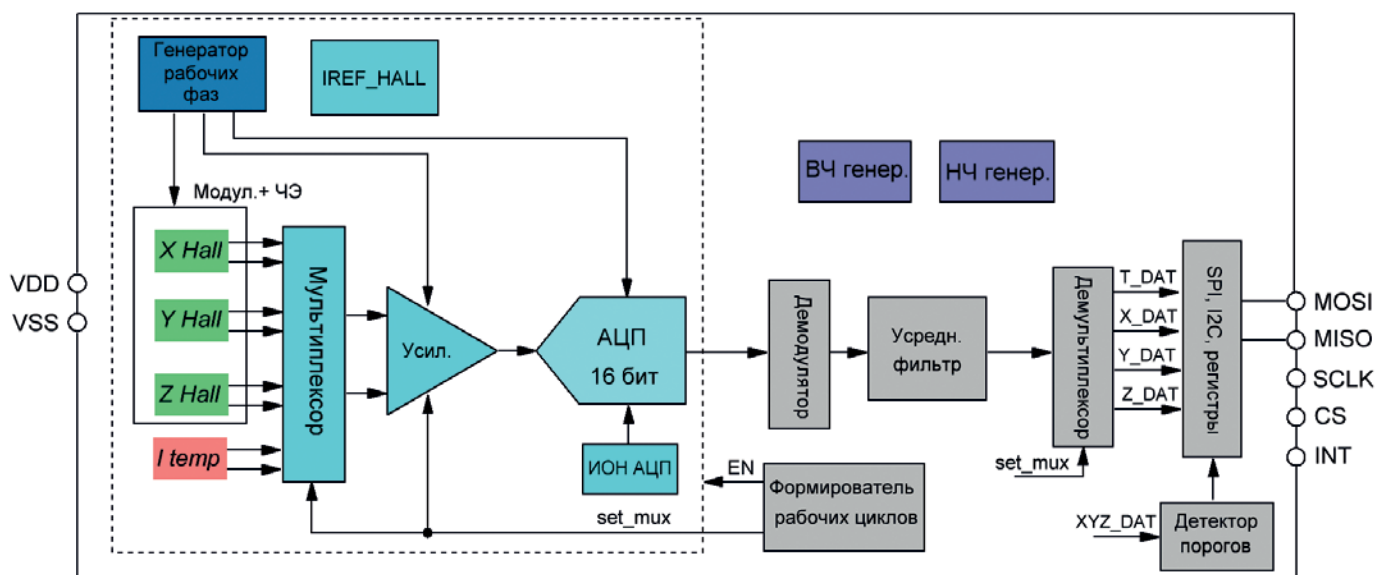 Генератор
рабочих
фаз
IREF_HALL
ВЧ генер.
НЧ генер.
Модул.+ ЧЭ
X Hall
Y Hall
Z Hall
I temp
Мультиплексор
Усил.
АЦП
16 бит
ИОН АЦП
Демодулятор
Усредн.
фильтр
Демультиплексор
T_DAT
X_DAT
Y_DAT
Z_DAT
SPI, I2C, регистры
VDD
VSS
MOSI
MISO
SCLK
CS
INT
set_mux
EN
Формирователь
рабочих циклов
set_mux
XYZ_DAT
Детектор
порогов